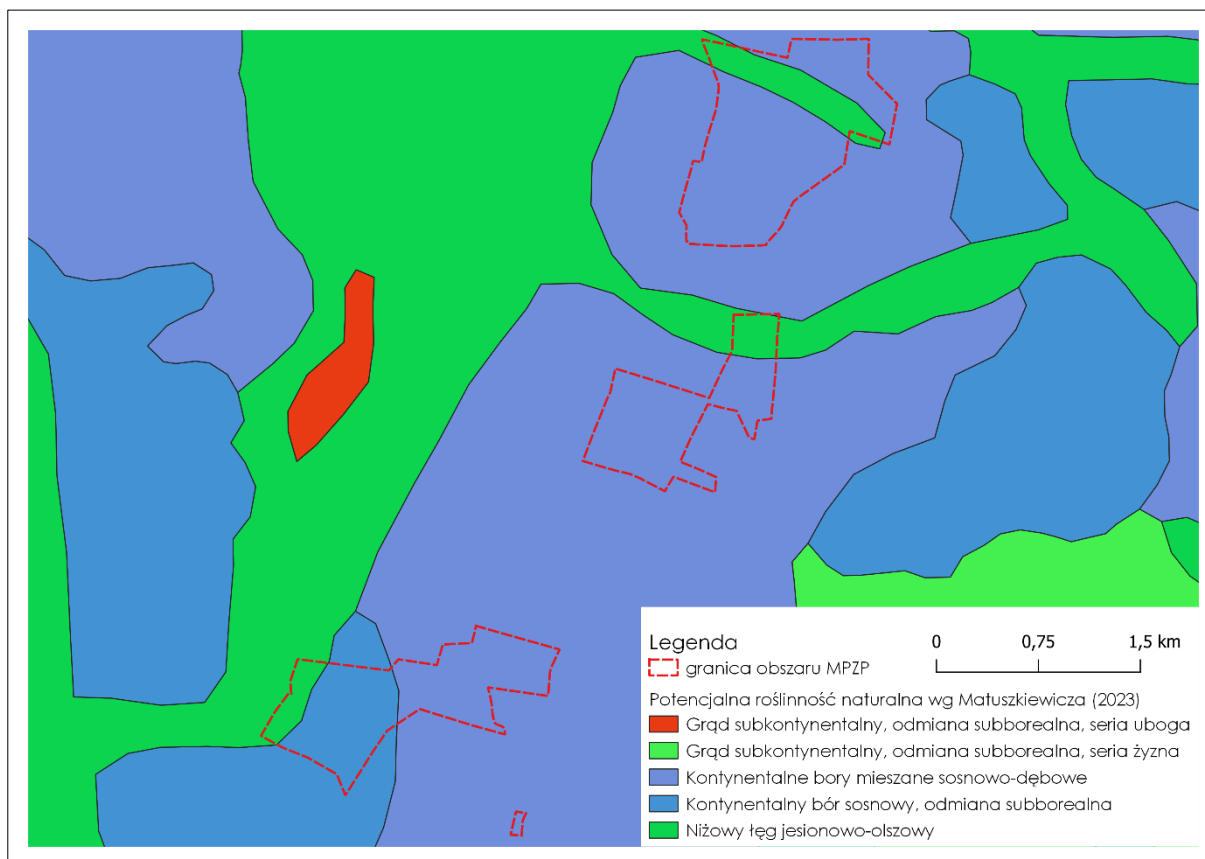 Legenda
granica obszaru MPZP
0 0,75 1,5 km
Potencjalna roślinność naturalna wg Matuszkiewicza (2023)
Grąd subkontynentalny, odmiana subborealna, seria uboga
Grąd subkontynentalny, odmiana subborealna, seria żyzna
Kontynentalne bory mieszane sosnowo-dębowe
Kontynentalny bór sosnowy, odmiana subborealna
Niżowy łęg jesionowo-olszowy